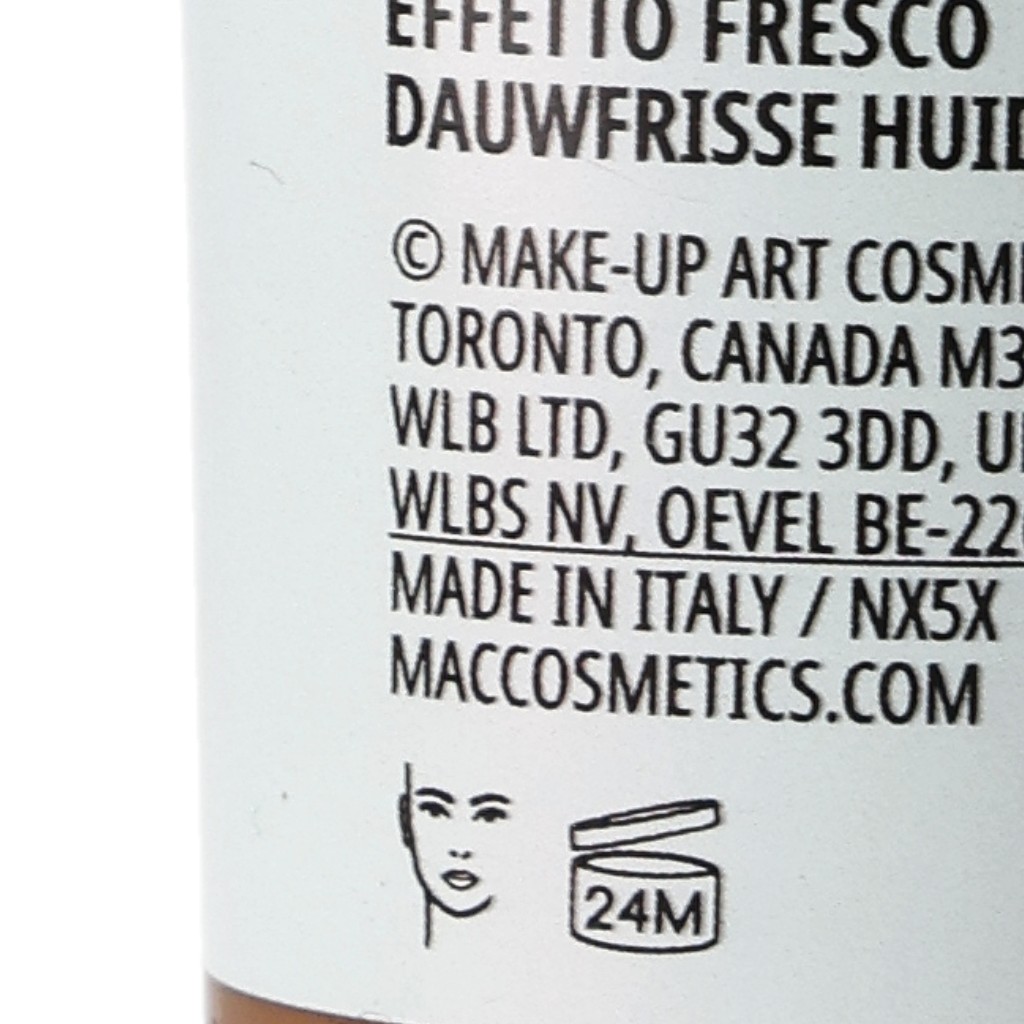 EFFETTO FRESCO
DAUWFRISSE HUID
© MAKE-UP ART COSME
TORONTO, CANADA M3
WLB LTD, GU32 3DD, U
WLBS NV, OEVEL BE-22
MADE IN ITALY / NX5X
MACCOSMETICS.COM
24M